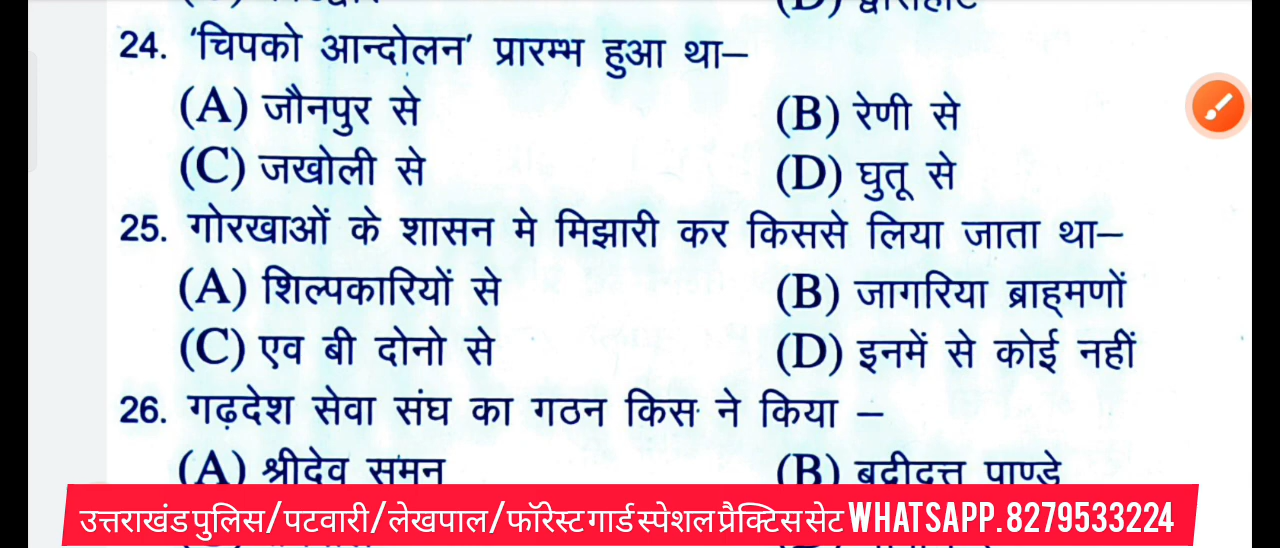 24. 'चिपको आन्दोलन' प्रारम्भ हुआ था–
(A) जौनपुर से (B) रेणी से
(C) जखोली से (D) घुतू से
25. गोरखाओं के शासन मे मिझारी कर किससे लिया जाता था–
(A) शिल्पकारियों से (B) जागरिया ब्राह्मणों
(C) एव बी दोनो से (D) इनमें से कोई नहीं
26. गढ़देश सेवा संघ का गठन किस ने किया –
(A) श्रीदेव समन (B) बद्रीदत्त पाण्डे
उत्तराखंड पुलिस/पटवारी/लेखपाल/फॉरेस्ट गार्ड स्पेशल प्रैक्टिस सेट WHATSAPP. 8279533224